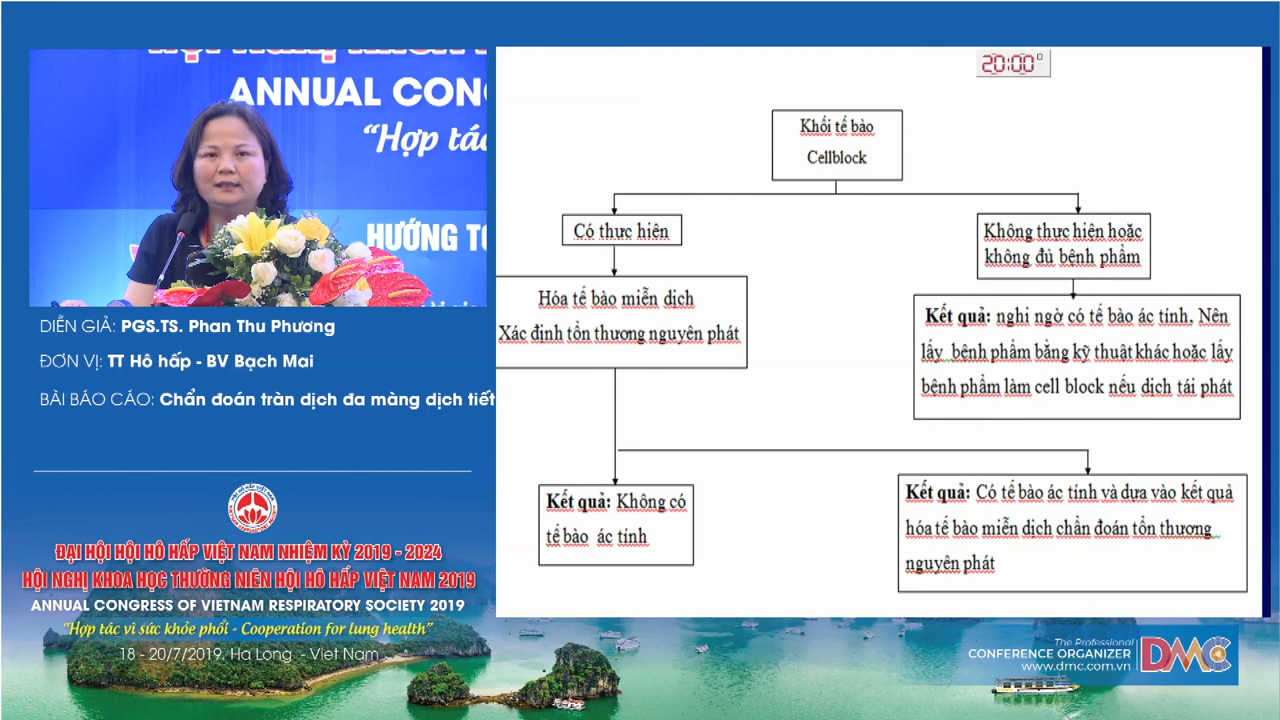 ANNUAL CON
“Hợp tác
HƯỚNG TỚ
DIỄN GIẢ: PGS.TS. Phan Thu Phương
ĐƠN VỊ: TT Hô hấp - BV Bạch Mai
BÀI BÁO CÁO: Chẩn đoán tràn dịch đa màng dịch tiết
ĐẠI HỘI HỘI HÔ HẤP VIỆT NAM NHIỆM KỲ 2019 - 2024
HỘI NGHỊ KHOA HỌC THƯỜNG NIÊN HỘI HÔ HẤP VIỆT NAM 2019
ANNUAL CONGRESS OF VIETNAM RESPIRATORY SOCIETY 2019
“Hợp tác vì sức khỏe phổi - Cooperation for lung health”
18 - 20/7/2019. Ha Long - Viet Nam
20:00
Khối tế bào
Cellblock
Có thực hiện
Không thực hiện hoặc
không đủ bệnh phẩm
Hóa tế bào miễn dịch
Xác định tổn thương nguyên phát
Kết quả: nghi ngờ có tế bào ác tính, Nên
lấy bệnh phẩm bằng kỹ thuật khác hoặc lấy
bệnh phẩm làm cell block nếu dịch tái phát
Kết quả: Không có
tế bào ác tính
Kết quả: Có tế bào ác tính và dựa vào kết quả
hóa tế bào miễn dịch chẩn đoán tổn thương
nguyên phát
The Professional
CONFERENCE ORGANIZER
www.dmc.com.vn
DMC